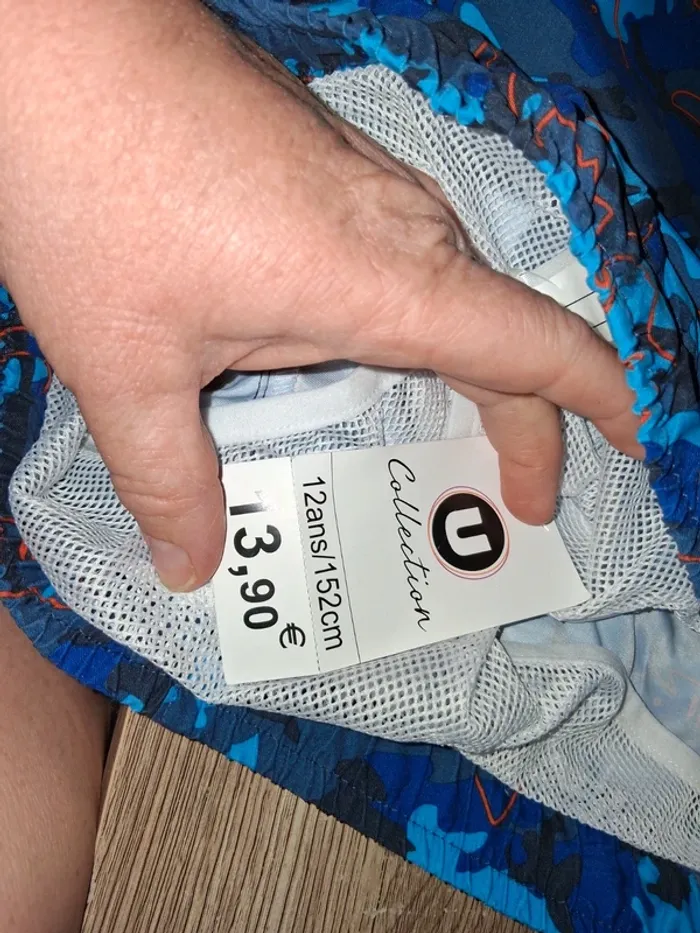 U
Collection
12ans/152cm
13,90€